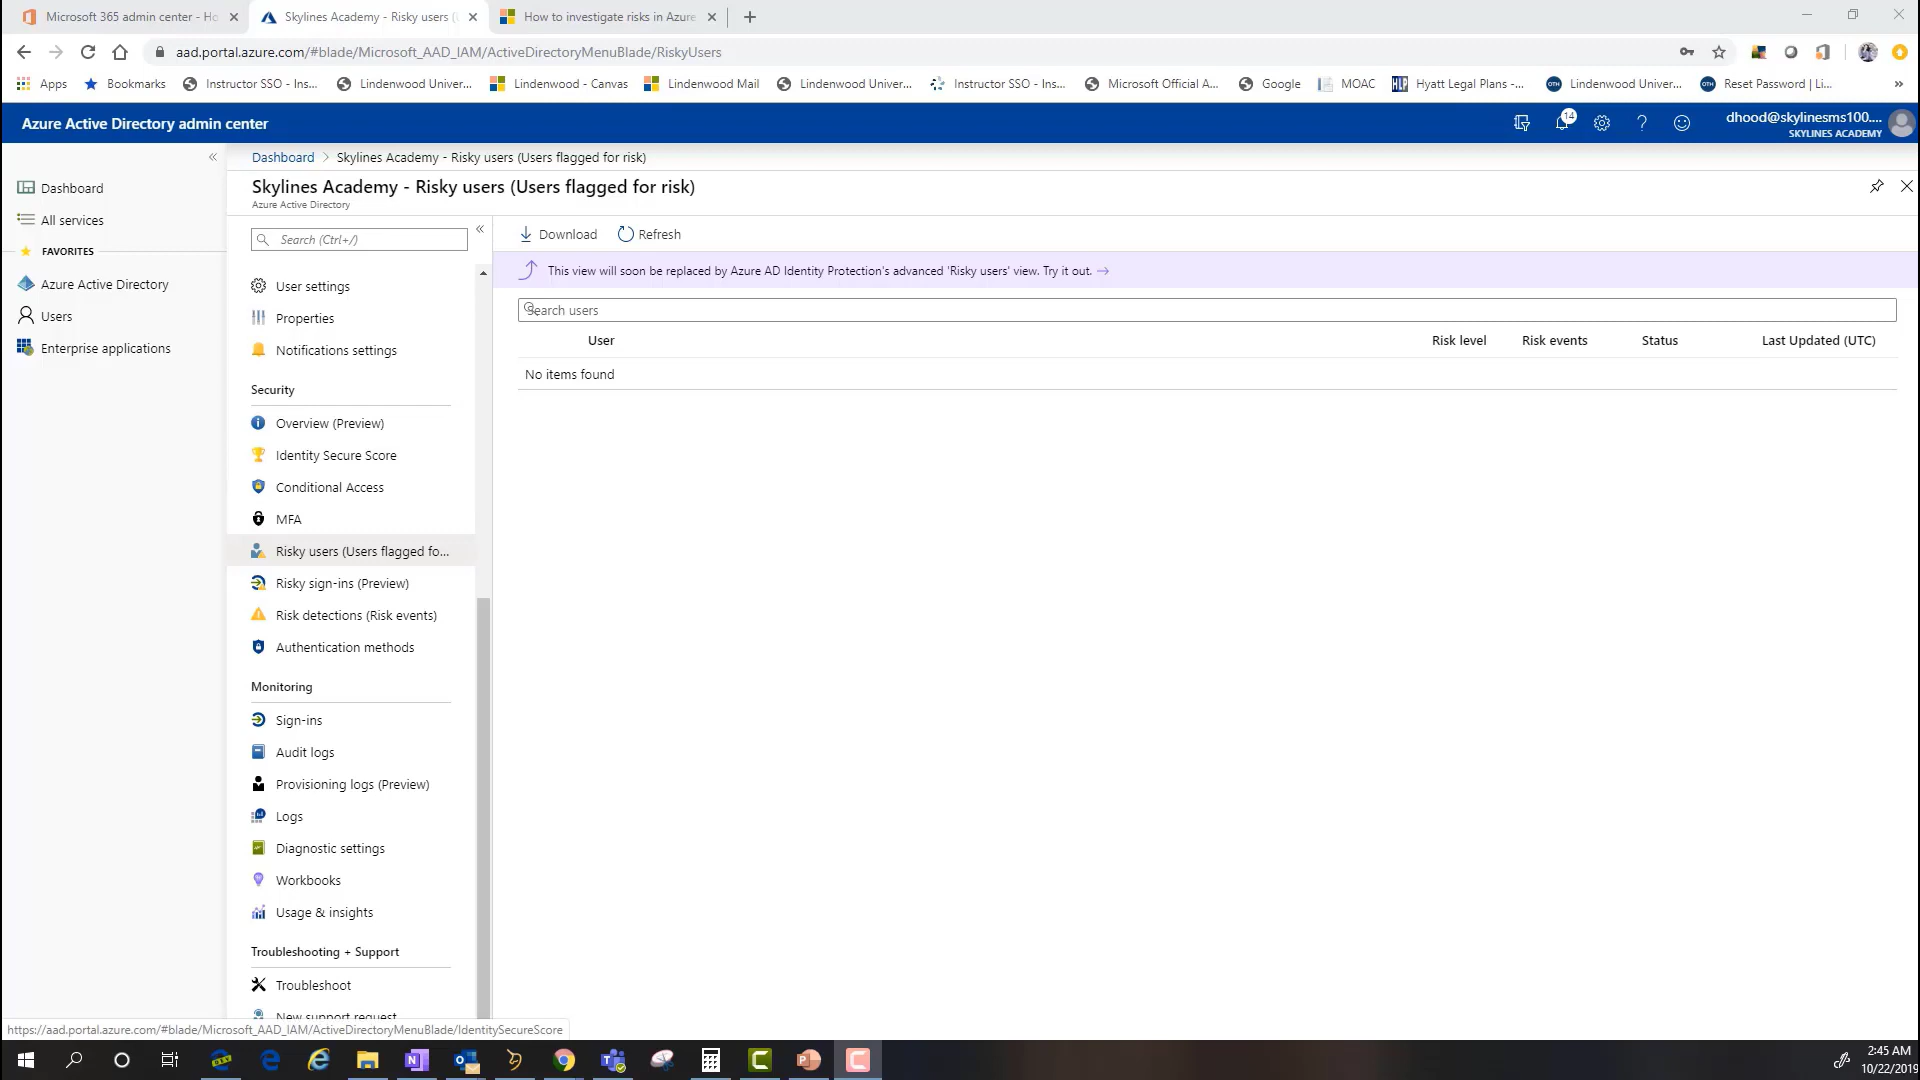 Microsoft 365 admin center - Ho
Skylines Academy - Risky users (
How to investigate risks in Azure
aad.portal.azure.com/#blade/Microsoft_AAD_IAM/ActiveDirectoryMenuBlade/RiskyUsers
Apps
Bookmarks
Instructor SSO - Ins...
Lindenwood Univer...
Lindenwood - Canvas
Lindenwood Mail
Lindenwood Univer...
Instructor SSO - Ins...
Microsoft Official A...
Google
MOAC
HLP
Hyatt Legal Plans -...
OTH
Lindenwood Univer...
OTH
Reset Password | Li...
»
Azure Active Directory admin center
14
dhood@skylinesms100....
SKYLINES ACADEMY
Dashboard
All services
FAVORITES
Azure Active Directory
Users
Enterprise applications
Dashboard > Skylines Academy - Risky users (Users flagged for risk)
Skylines Academy - Risky users (Users flagged for risk)
Azure Active Directory
Search (Ctrl+/)
User settings
Properties
Notifications settings
Security
Overview (Preview)
Identity Secure Score
Conditional Access
MFA
Risky users (Users flagged fo...
Risky sign-ins (Preview)
Risk detections (Risk events)
Authentication methods
Monitoring
Sign-ins
Audit logs
Provisioning logs (Preview)
Logs
Diagnostic settings
Workbooks
Usage & insights
Troubleshooting + Support
Troubleshoot
New support request
Download
Refresh
This view will soon be replaced by Azure AD Identity Protection's advanced 'Risky users' view. Try it out. →
Search users
User
Risk level
Risk events
Status
Last Updated (UTC)
No items found
https://aad.portal.azure.com/#blade/Microsoft_AAD_IAM/ActiveDirectoryMenuBlade/IdentitySecureScore
2:45 AM
10/22/2019